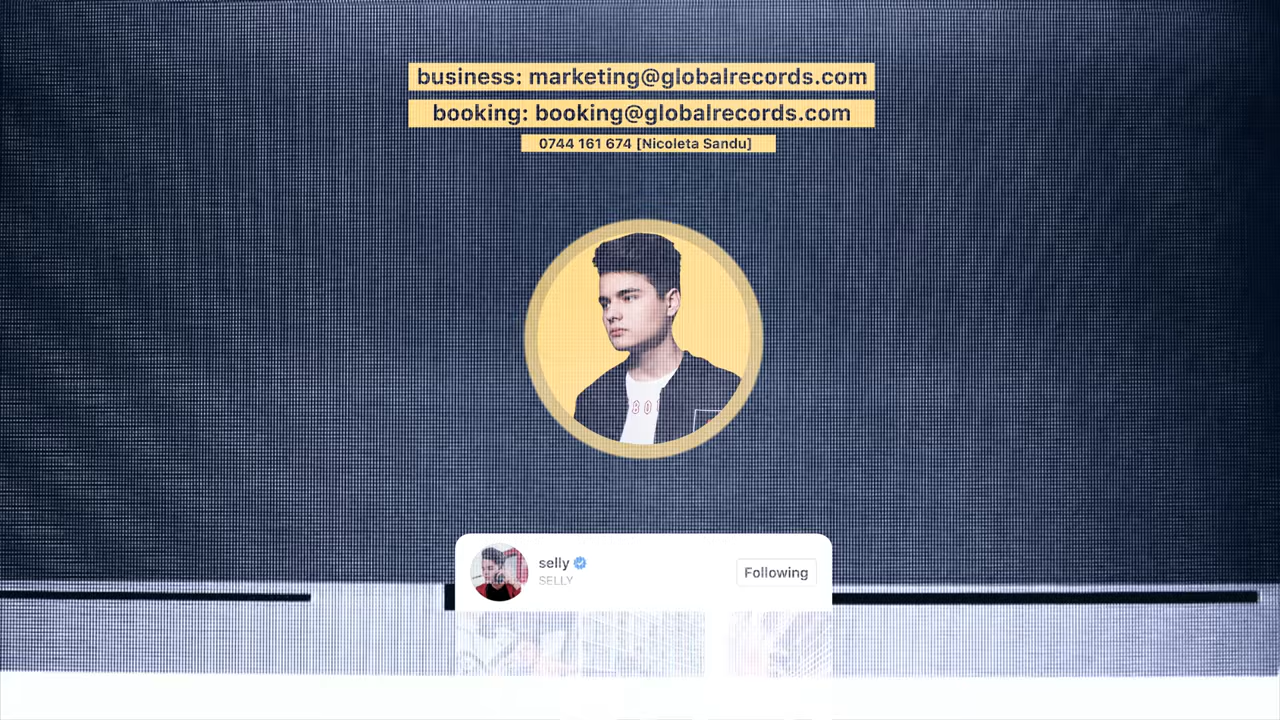 business: marketing@globalrecords.com
booking: booking@globalrecords.com
0744 161 674 [Nicoleta Sandu]
selly
SELLY
Following